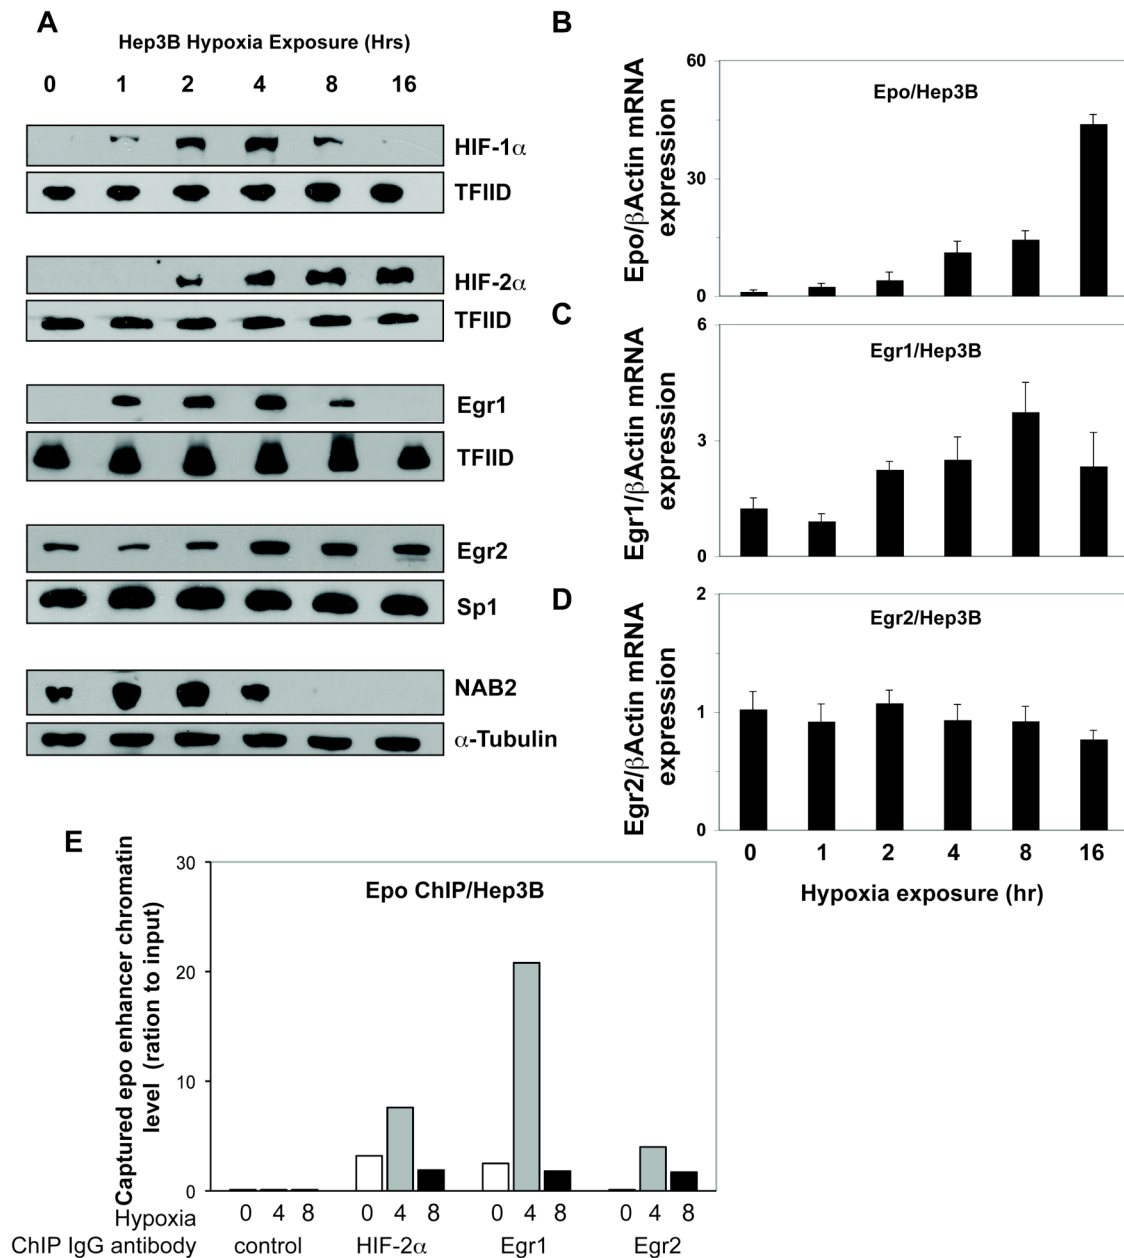 A
Hep3B Hypoxia Exposure (Hrs)
0 1 2 4 8 16
HIF-1α
TFIID
HIF-2α
TFIID
Egr1
TFIID
Egr2
Sp1
NAB2
α-Tubulin
B
Epo/βActin mRNA
expression
60
30
0
Epo/Hep3B
C
Egr1/βActin mRNA
expression
6
3
0
Egr1/Hep3B
D
Egr2/βActin mRNA
expression
2
1
0
Egr2/Hep3B
0 1 2 4 8 16
Hypoxia exposure (hr)
E
Captured epo enhancer chromatin
level (ration to input)
30
20
10
0
Epo ChIP/Hep3B
Hypoxia 0 4 8 0 4 8 0 4 8 0 4 8
ChIP IgG antibody control HIF-2α Egr1 Egr2